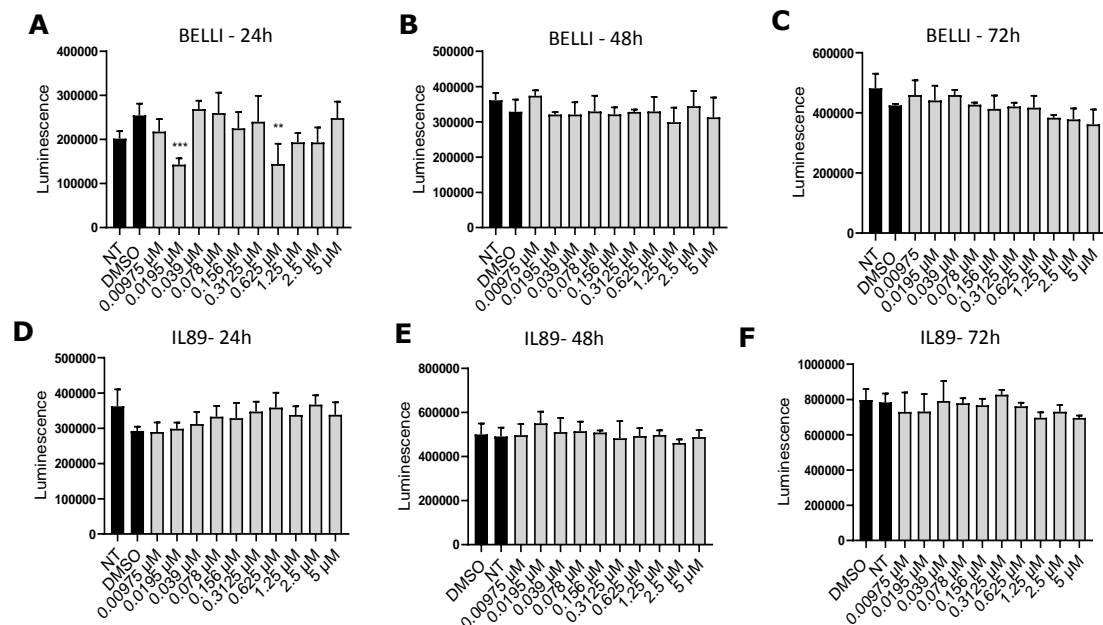 A
BELLI - 24h
Luminescence
400000
300000
200000
100000
0
***
**
NT
DMSO
0.00975 µM
0.0195 µM
0.039 µM
0.078 µM
0.156 µM
0.3125 µM
0.625 µM
1.25 µM
2.5 µM
5 µM
B
BELLI - 48h
Luminescence
500000
400000
300000
200000
100000
0
NT
DMSO
0.00975 µM
0.0195 µM
0.039 µM
0.078 µM
0.156 µM
0.3125 µM
0.625 µM
1.25 µM
2.5 µM
5 µM
C
BELLI - 72h
Luminescence
600000
400000
200000
0
NT
DMSO
0.00975
0.0195 µM
0.039 µM
0.078 µM
0.156 µM
0.3125 µM
0.625 µM
1.25 µM
2.5 µM
5 µM
D
IL89- 24h
Luminescence
500000
400000
300000
200000
100000
0
NT
DMSO
0.00975 µM
0.0195 µM
0.039 µM
0.078 µM
0.156 µM
0.3125 µM
0.625 µM
1.25 µM
2.5 µM
5 µM
E
IL89- 48h
Luminescence
800000
600000
400000
200000
0
DMSO
NT
0.00975 µM
0.0195 µM
0.039 µM
0.078 µM
0.156 µM
0.3125 µM
0.625 µM
1.25 µM
2.5 µM
5 µM
F
IL89- 72h
Luminescence
1000000
800000
600000
400000
200000
0
DMSO
NT
0.00975 µM
0.0195 µM
0.039 µM
0.078 µM
0.156 µM
0.3125 µM
0.625 µM
1.25 µM
2.5 µM
5 µM